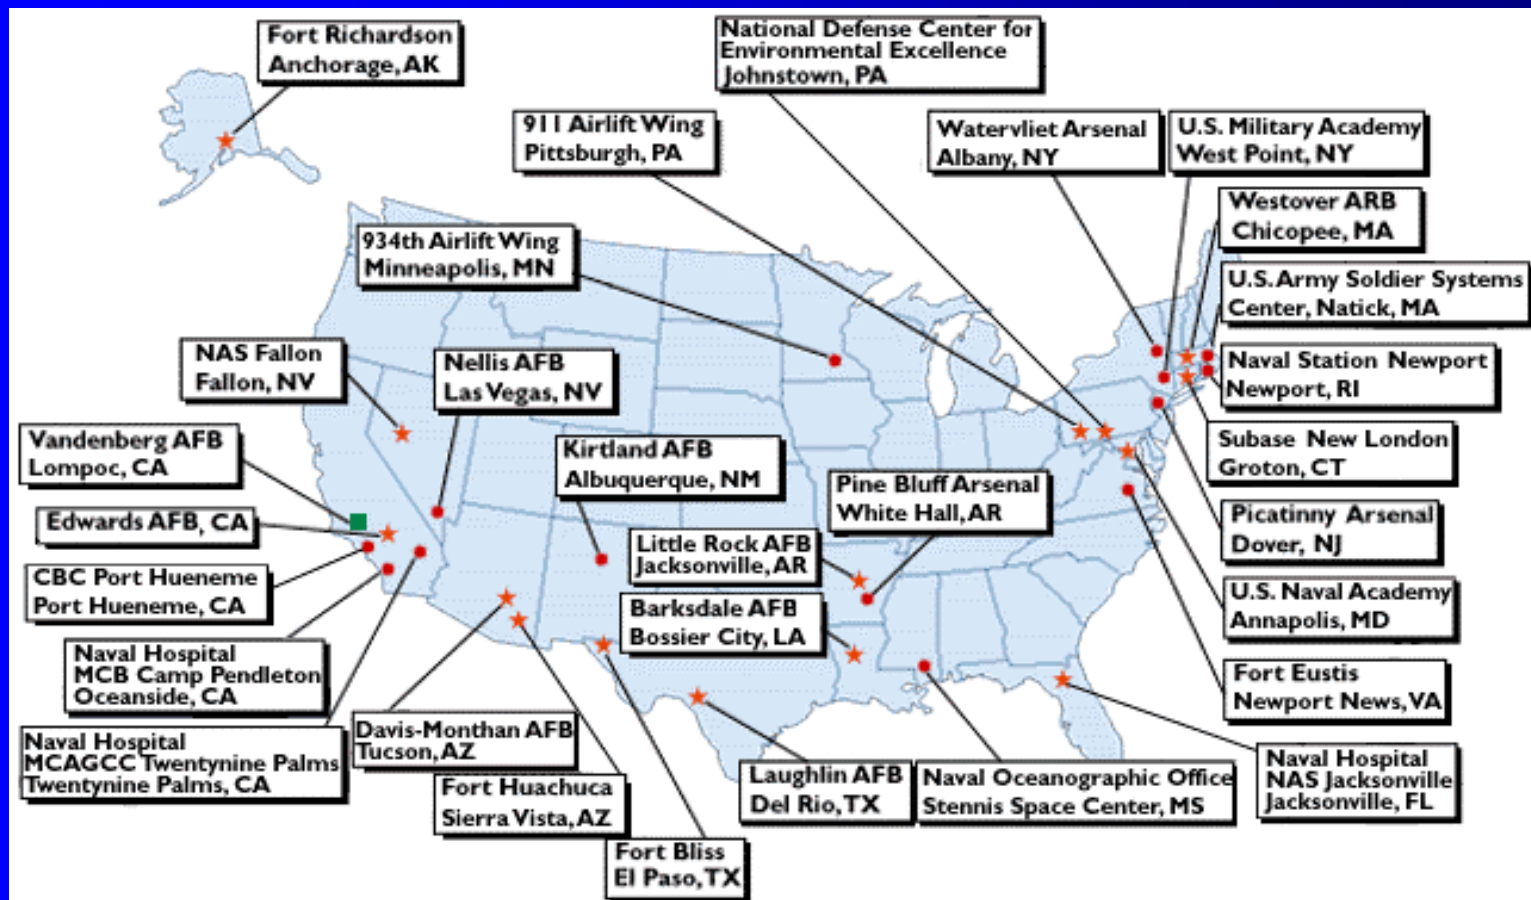 Fort Richardson
Anchorage, AK
National Defense Center for
Environmental Excellence
Johnstown, PA
911 Airlift Wing
Pittsburgh, PA
Watervliet Arsenal
Albany, NY
U.S. Military Academy
West Point, NY
Westover ARB
Chicopee, MA
934th Airlift Wing
Minneapolis, MN
U.S. Army Soldier Systems
Center, Natick, MA
NAS Fallon
Fallon, NV
Nellis AFB
Las Vegas, NV
Naval Station Newport
Newport, RI
Vandenberg AFB
Lompoc, CA
Kirtland AFB
Albuquerque, NM
Subase New London
Groton, CT
Pine Bluff Arsenal
White Hall, AR
Edwards AFB, CA
Picatinny Arsenal
Dover, NJ
Little Rock AFB
Jacksonville, AR
CBC Port Hueneme
Port Hueneme, CA
U.S. Naval Academy
Annapolis, MD
Barksdale AFB
Bossier City, LA
Naval Hospital
MCB Camp Pendleton
Oceanside, CA
Fort Eustis
Newport News, VA
Naval Hospital
MCAGCC Twentynine Palms
Twentynine Palms, CA
Davis-Monthan AFB
Tucson, AZ
Fort Huachuca
Sierra Vista, AZ
Laughlin AFB
Del Rio, TX
Naval Oceanographic Office
Stennis Space Center, MS
Naval Hospital
NAS Jacksonville
Jacksonville, FL
Fort Bliss
El Paso, TX